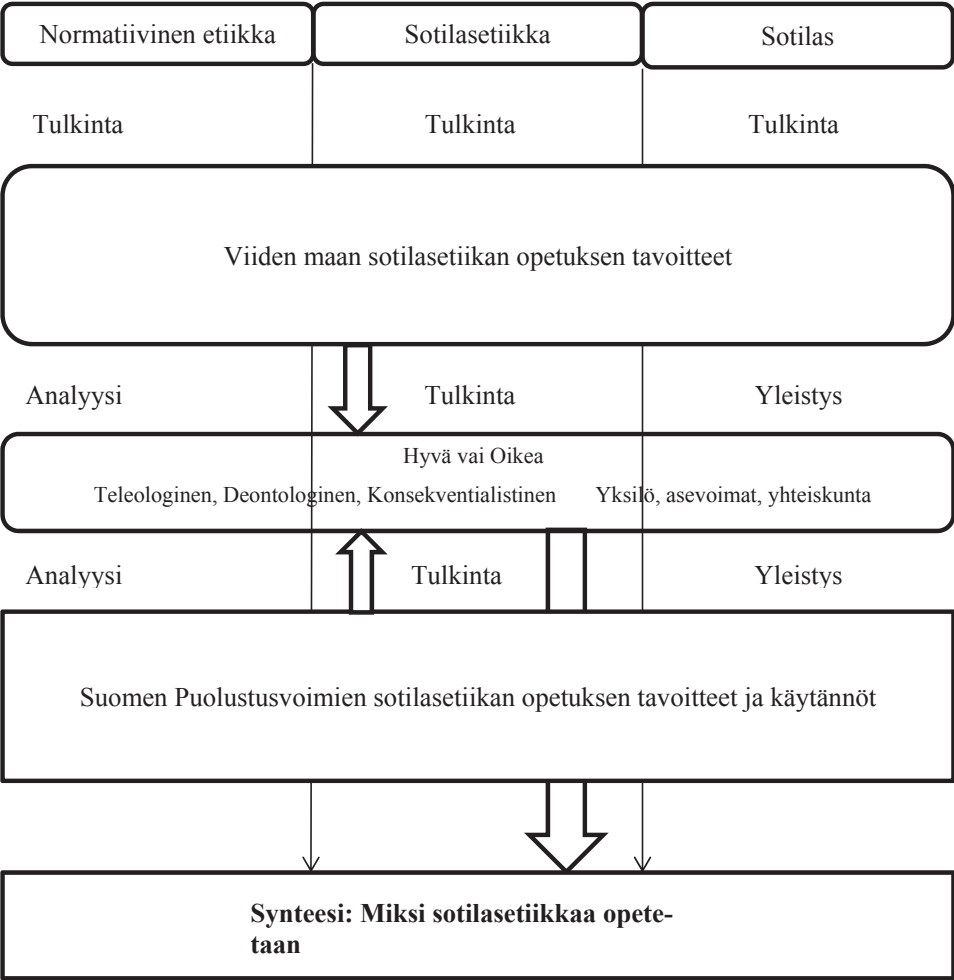 Normatiivinen etiikka Sotilasetiikka Sotilas
Tulkinta Tulkinta Tulkinta
Viiden maan sotilasetiikan opetuksen tavoitteet
Analyysi Tulkinta Yleistys
Hyvä vai Oikea
Teleologinen, Deontologinen, Konsekventialistinen Yksilö, asevoimat, yhteiskunta
Analyysi Tulkinta Yleistys
Suomen Puolustusvoimien sotilasetiikan opetuksen tavoitteet ja käytännöt
Synteesi: Miksi sotilasetiikkaa opete-
taan